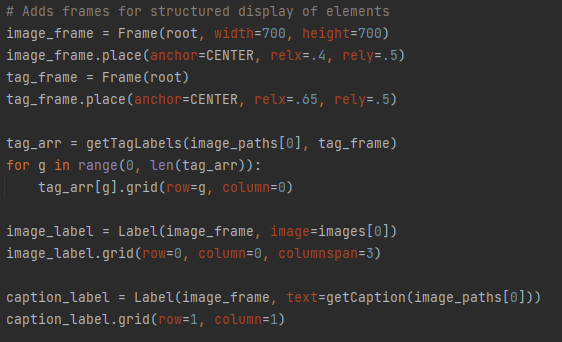 # Adds frames for structured display of elements
image_frame = Frame(root, width=700, height=700)
image_frame.place(anchor=CENTER, relx=.4, rely=.5)
tag_frame = Frame(root)
tag_frame.place(anchor=CENTER, relx=.65, rely=.5)

tag_arr = getTagLabels(image_paths[0], tag_frame)
for g in range(0, len(tag_arr)):
    tag_arr[g].grid(row=g, column=0)

image_label = Label(image_frame, image=images[0])
image_label.grid(row=0, column=0, columnspan=3)

caption_label = Label(image_frame, text=getCaption(image_paths[0]))
caption_label.grid(row=1, column=1)